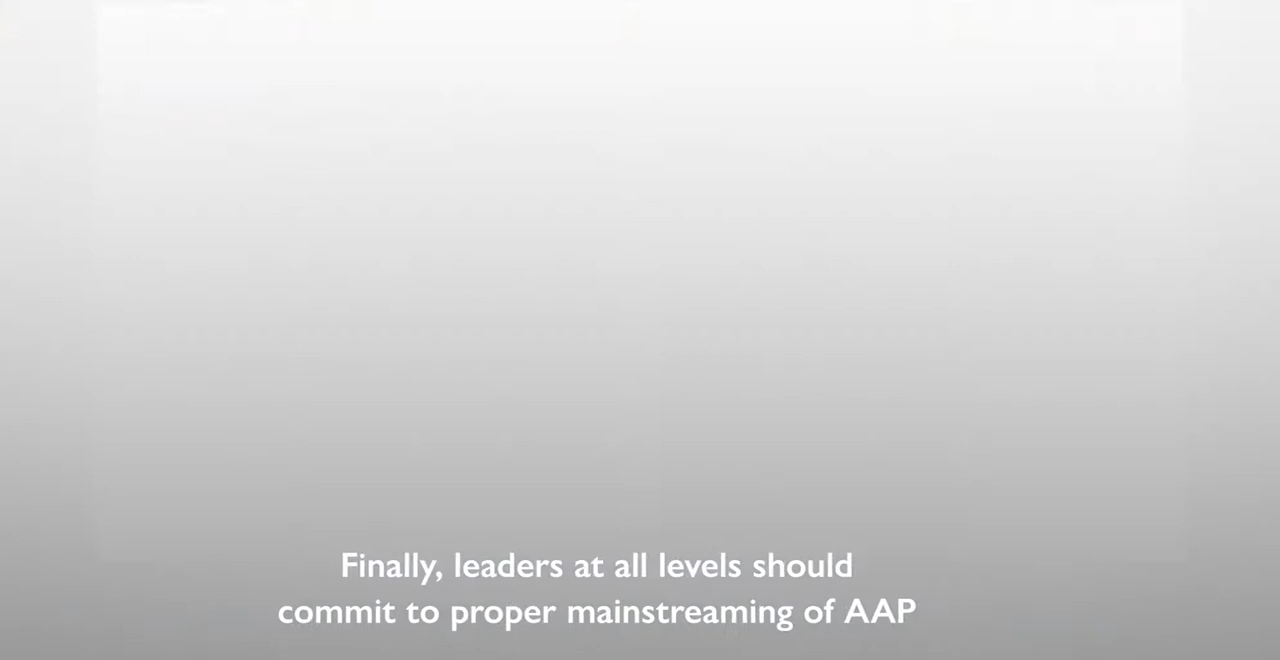 Finally, leaders at all levels should
commit to proper mainstreaming of AAP